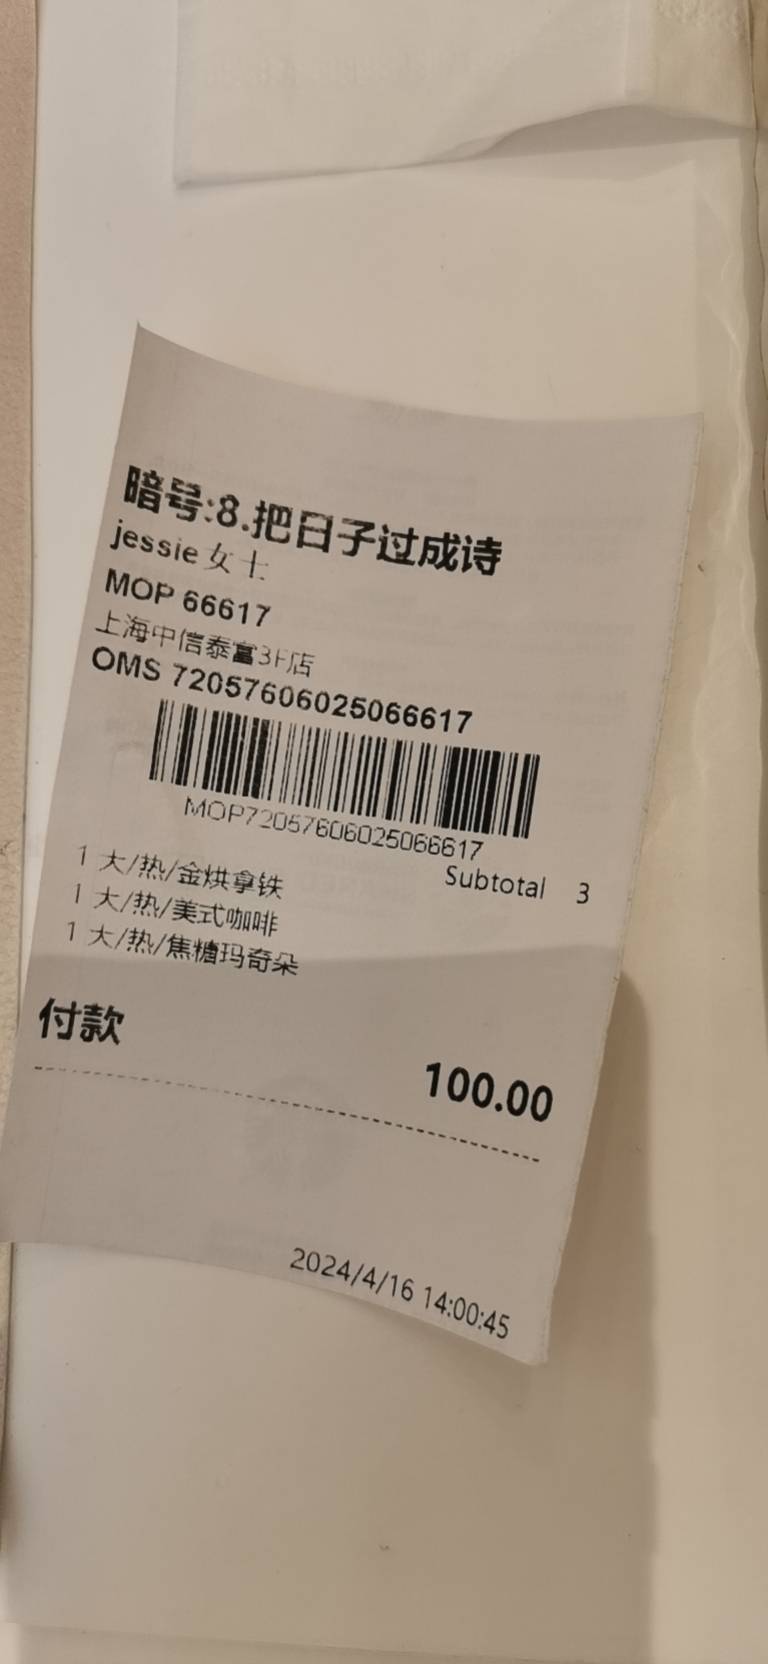 暗号:8.把日子过成诗
jessie 女士
MOP 66617
上海中信泰富3F店
OMS 72057606025066617
MOP72057606025066617
Subtotal 3
1 大/热/金烘拿铁
1 大/热/美式咖啡
1 大/热/焦糖玛奇朵
付款
100.00
2024/4/16 14:00:45